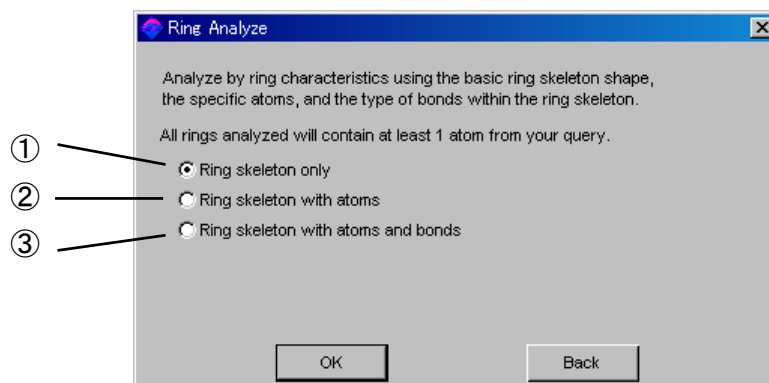 Ring Analyze
Analyze by ring characteristics using the basic ring skeleton shape,
the specific atoms, and the type of bonds within the ring skeleton.
All rings analyzed will contain at least 1 atom from your query.
① Ring skeleton only
② Ring skeleton with atoms
③ Ring skeleton with atoms and bonds
OK Back